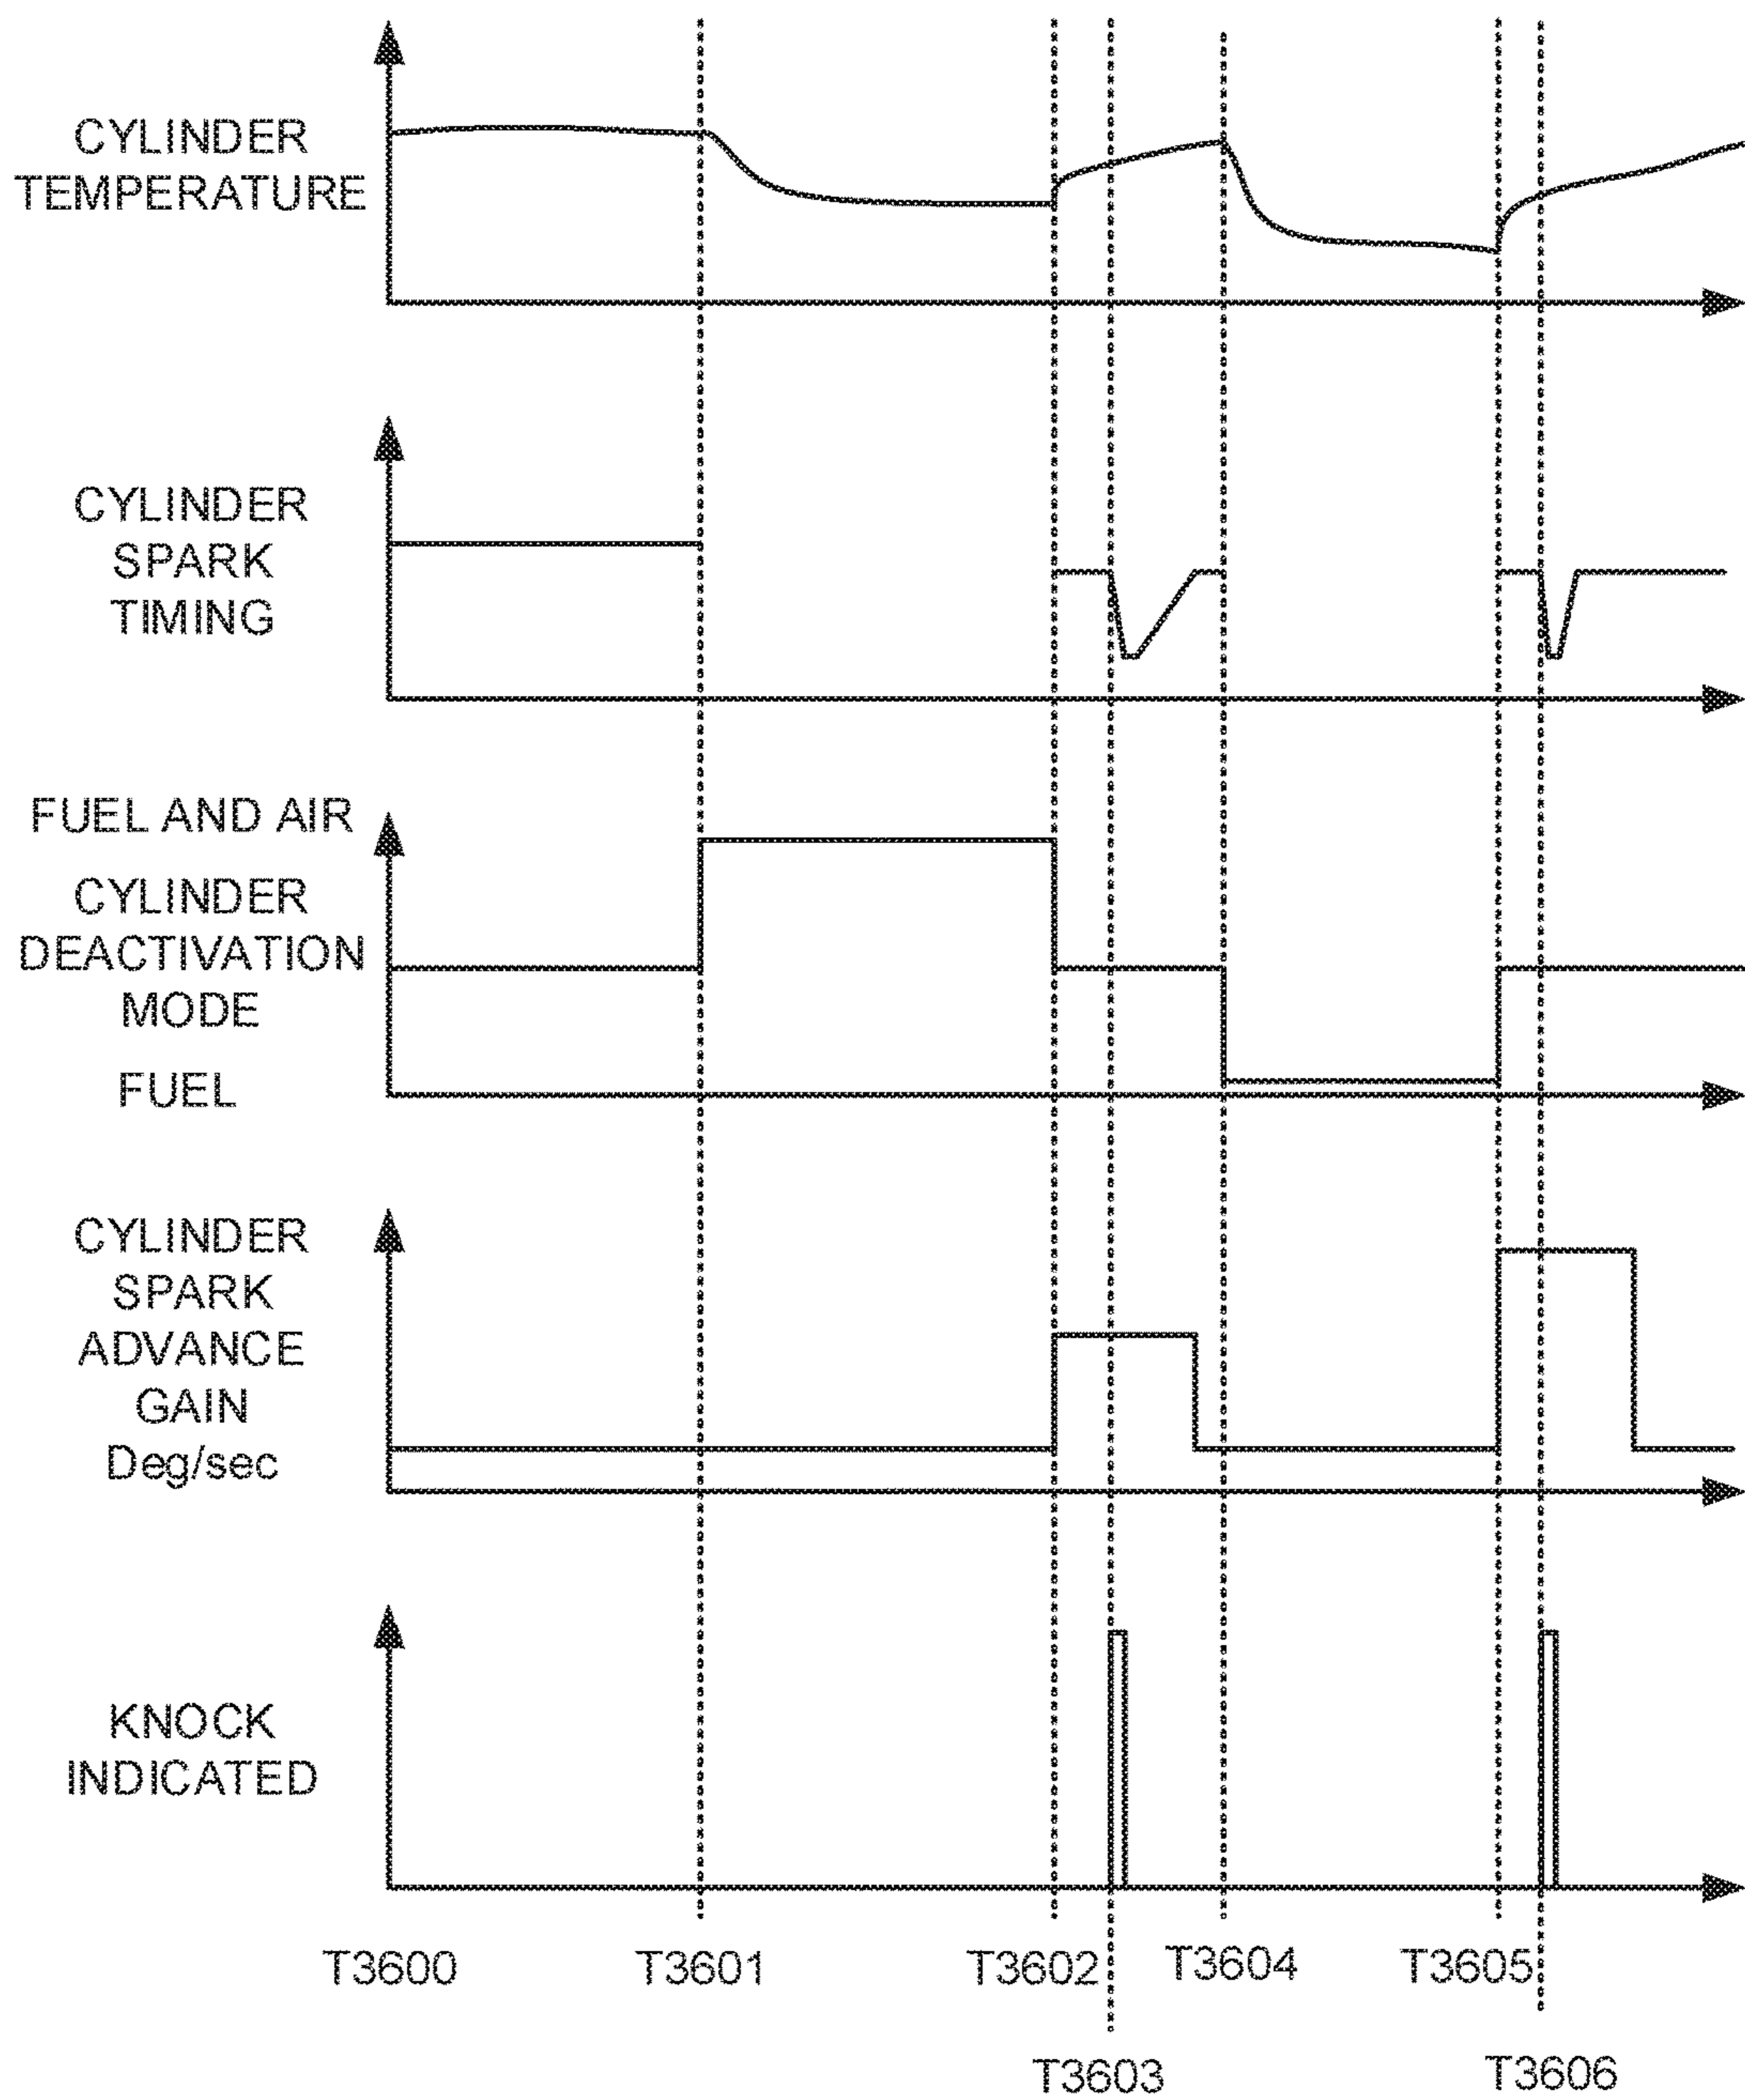 CYLINDER
TEMPERATURE
CYLINDER
SPARK
TIMING
FUEL AND AIR
CYLINDER
DEACTIVATION
MODE
FUEL
CYLINDER
SPARK
ADVANCE
GAIN
Deg/sec
KNOCK
INDICATED
T3600 T3601 T3602 T3604 T3605
T3603 T3606